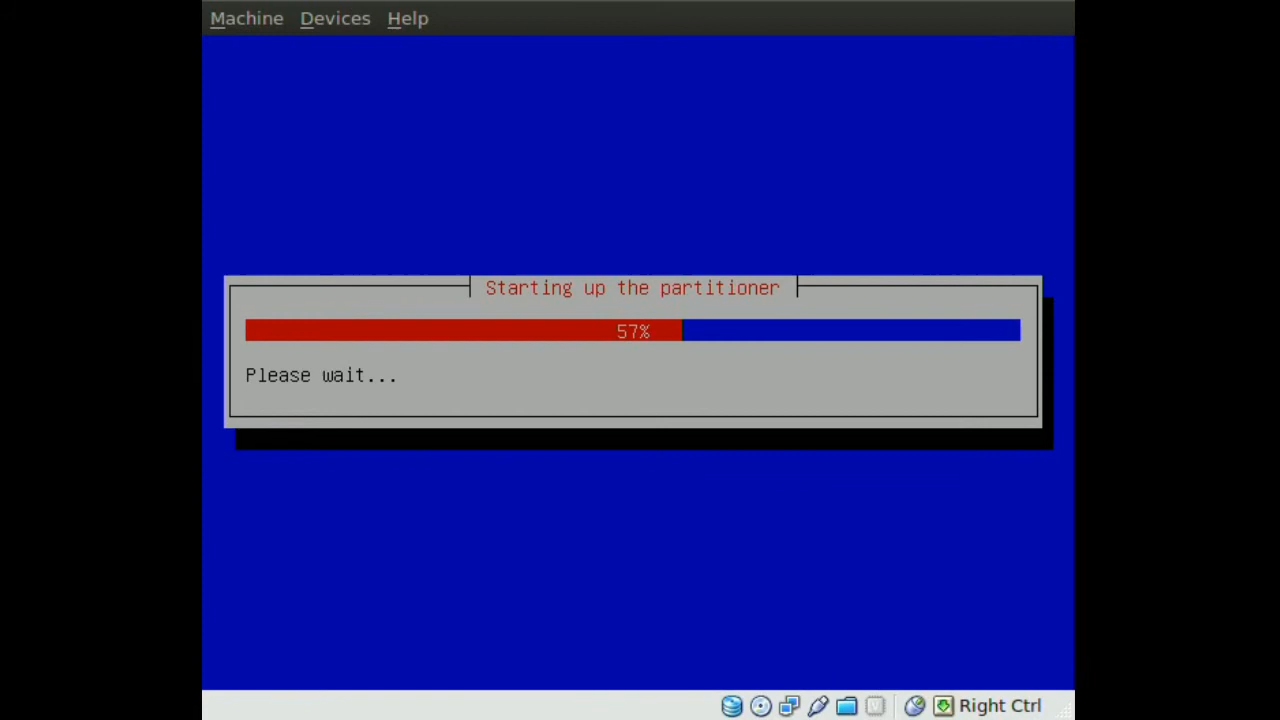 Machine Devices Help
Starting up the partitioner
57%
Please wait...
Right Ctrl